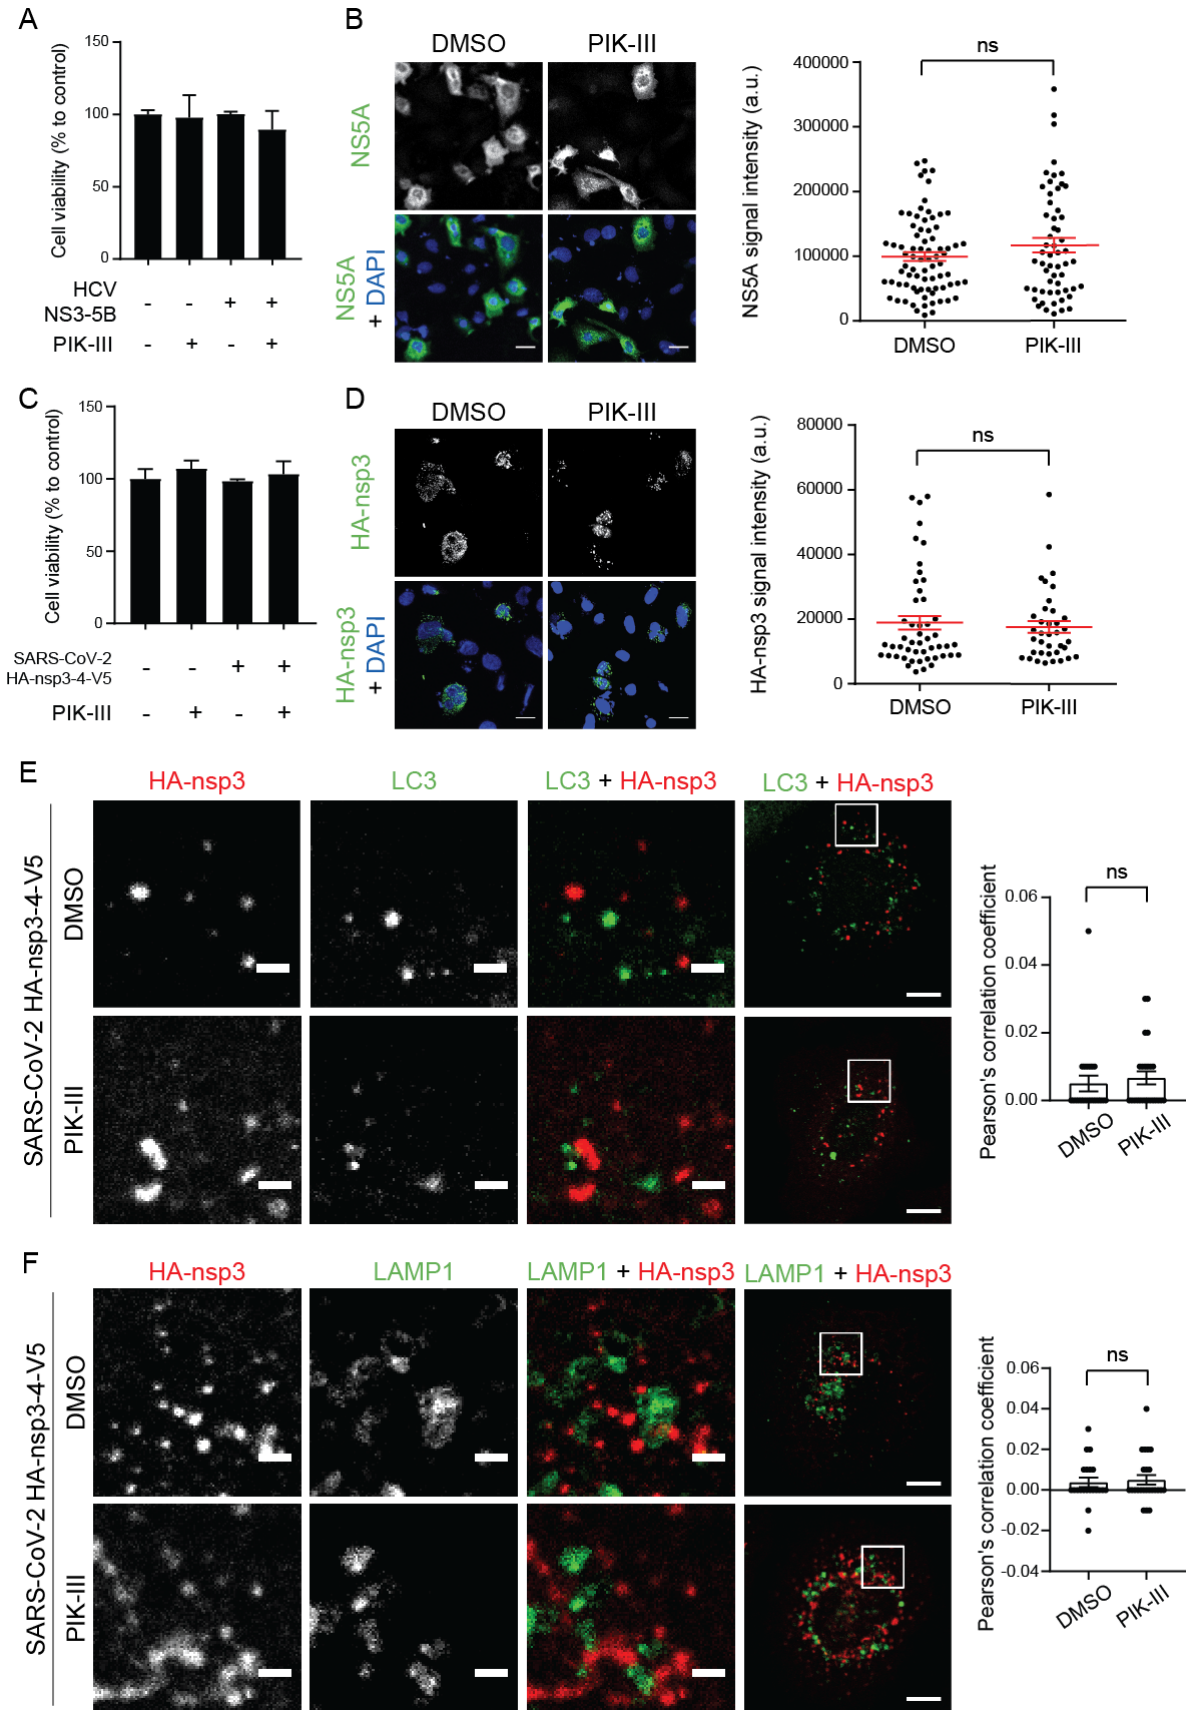 A
Cell viability (% to control)
150
100
50
0
HCV
NS3-5B
- - + +
PIK-III
- + - +
B
DMSO PIK-III
NS5A
NS5A
+ DAPI
NS5A signal intensity (a.u.)
400000
300000
200000
100000
0
ns
DMSO PIK-III
C
Cell viability (% to control)
150
100
50
0
SARS-CoV-2
HA-nsp3-4-V5
- - + +
PIK-III
- + - +
D
DMSO PIK-III
HA-nsp3
HA-nsp3
+ DAPI
HA-nsp3 signal intensity (a.u.)
80000
60000
40000
20000
0
ns
DMSO PIK-III
E
HA-nsp3 LC3 LC3 + HA-nsp3 LC3 + HA-nsp3
SARS-CoV-2 HA-nsp3-4-V5
DMSO
PIK-III
Pearson's correlation coefficient
0.06
0.04
0.02
0.00
ns
DMSO PIK-III
F
HA-nsp3 LAMP1 LAMP1 + HA-nsp3 LAMP1 + HA-nsp3
SARS-CoV-2 HA-nsp3-4-V5
DMSO
PIK-III
Pearson's correlation coefficient
0.06
0.04
0.02
0.00
-0.02
-0.04
ns
DMSO PIK-III